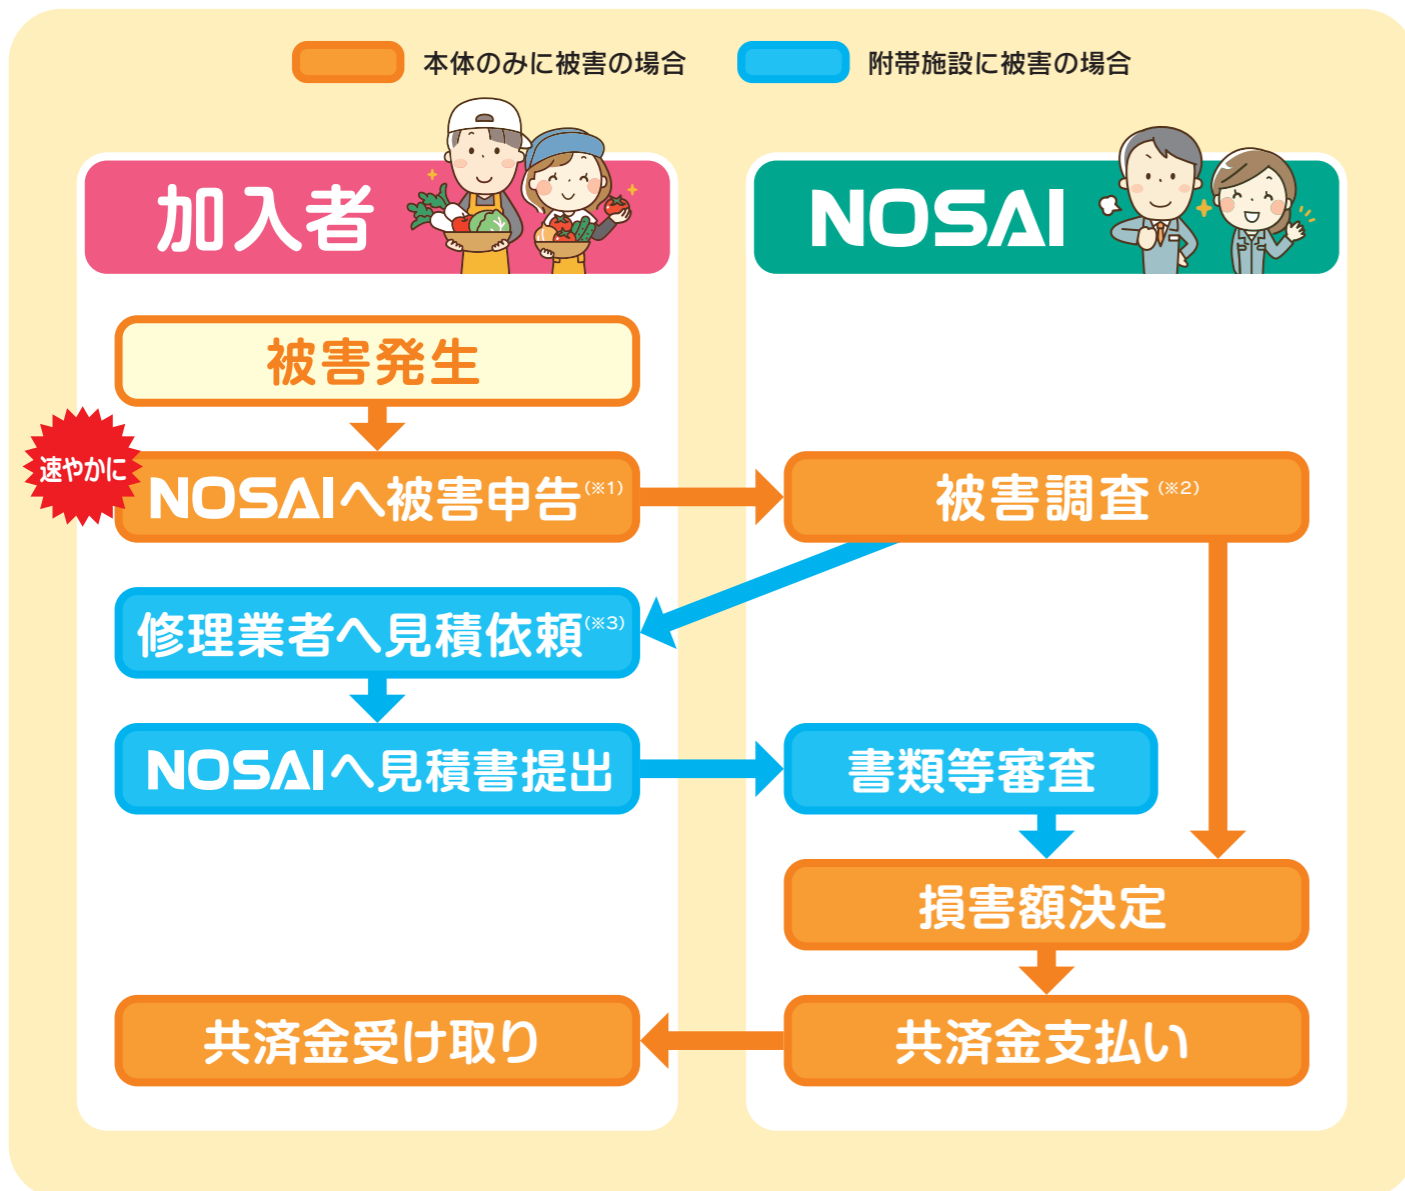 本体のみに被害の場合
附帯施設に被害の場合
加入者
NOSAI
被害発生
速やかに
NOSAIへ被害申告(※1)
被害調査(※2)
修理業者へ見積依頼(※3)
NOSAIへ見積書提出
書類等審査
損害額決定
共済金受け取り
共済金支払い